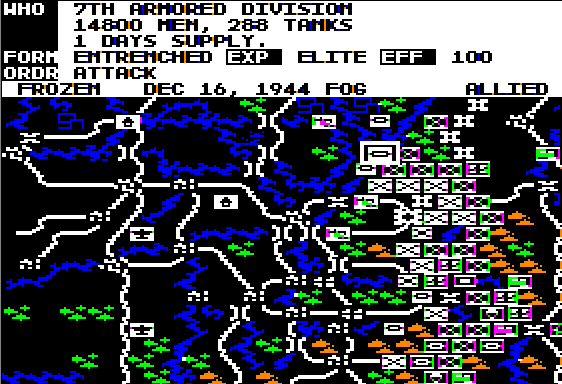 WHO 7TH ARMORED DIVISION
14800 MEN, 288 TANKS
1 DAYS SUPPLY.
FORM ENTRENCHED EXP ELITE EFF 100
ORDR ATTACK
FROZEN DEC 16, 1944 FOG ALLIED